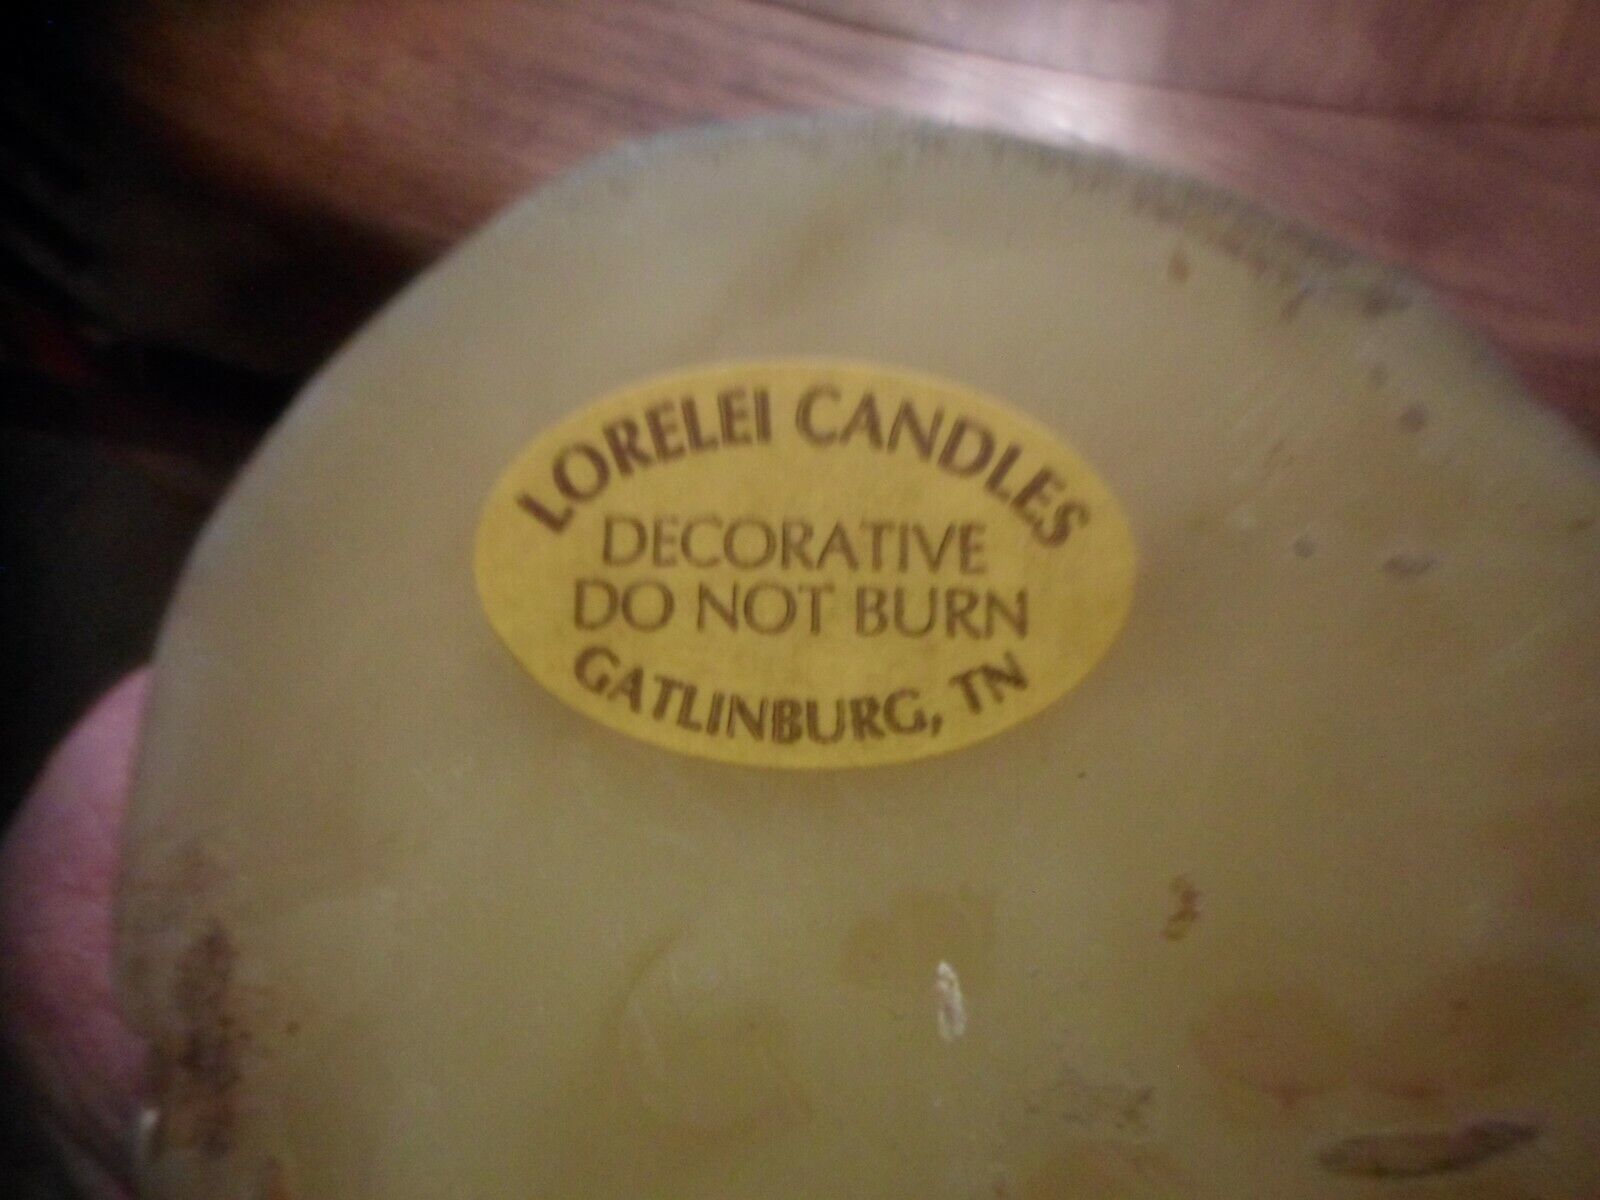 LORELEI CANDLES
DECORATIVE
DO NOT BURN
GATLINBURG, TN